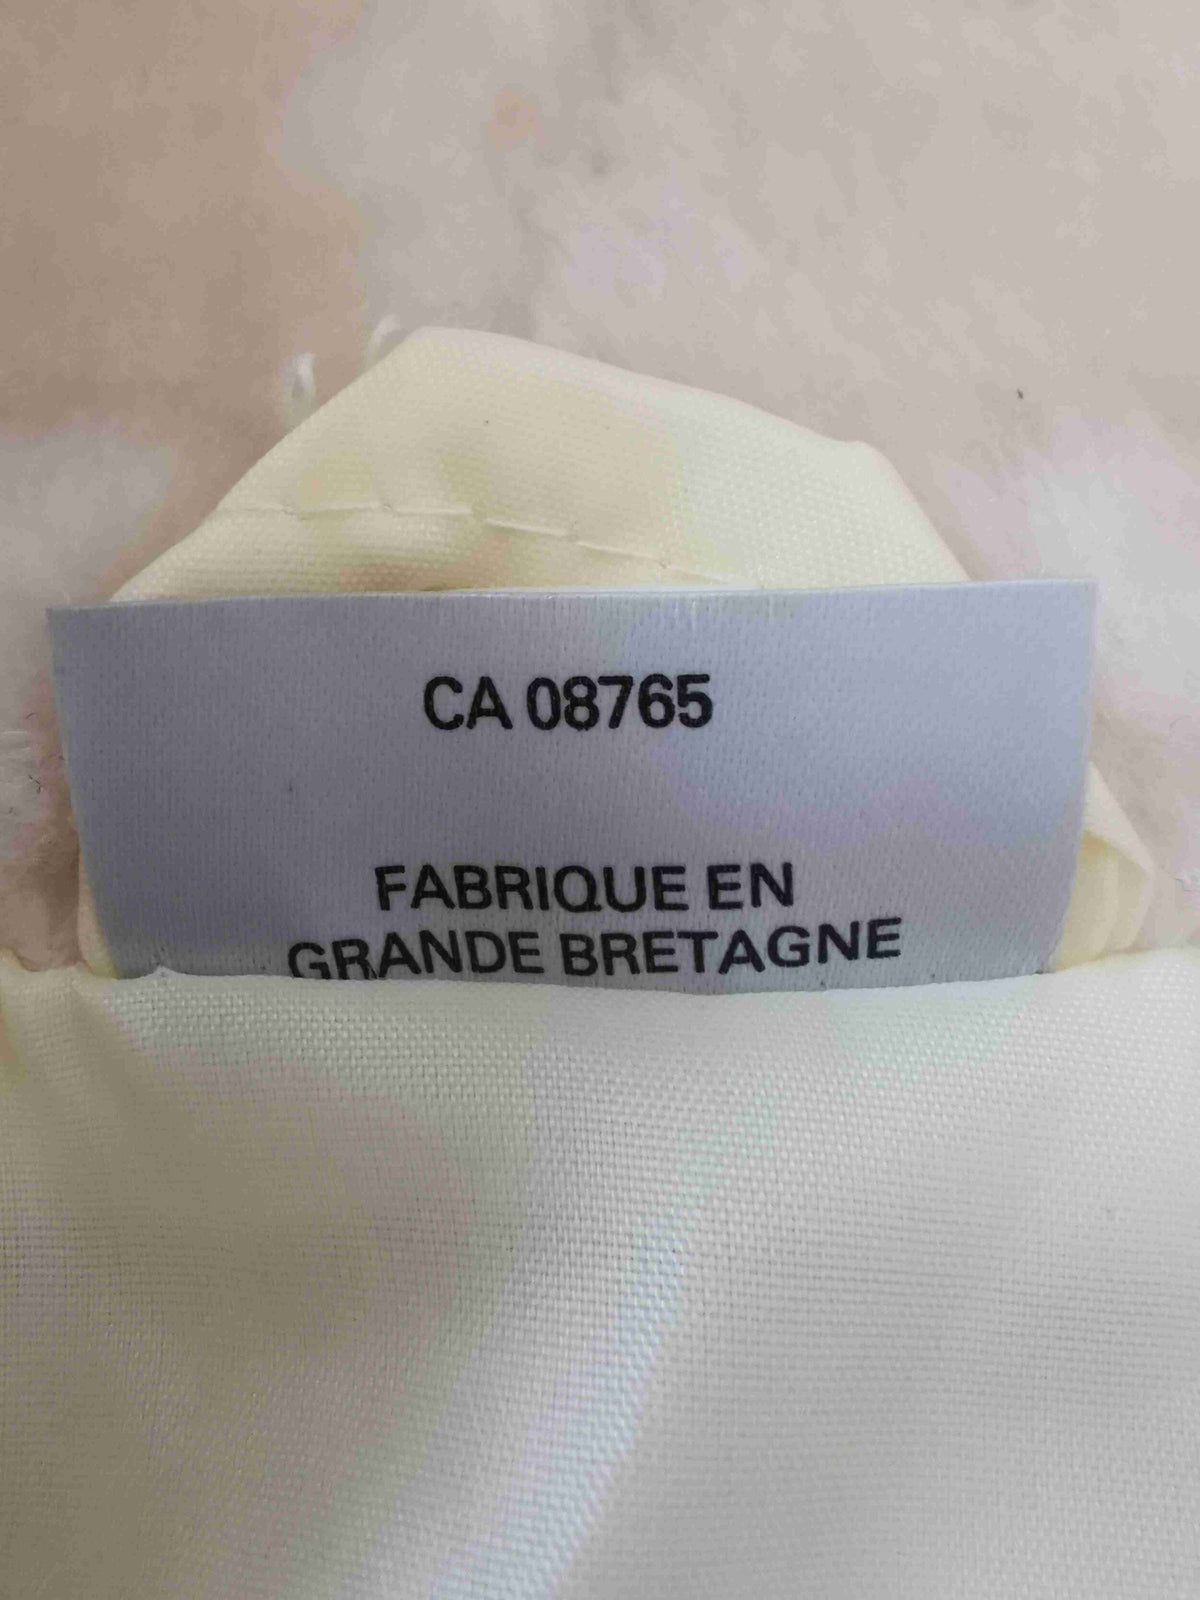 CA 08765
FABRIQUE EN
GRANDE BRETAGNE